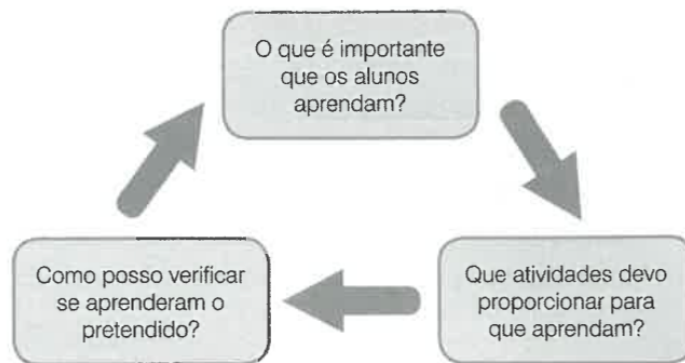 O que é importante
que os alunos
aprendam?
Como posso verificar
se aprenderam o
pretendido?
Que atividades devo
proporcionar para
que aprendam?